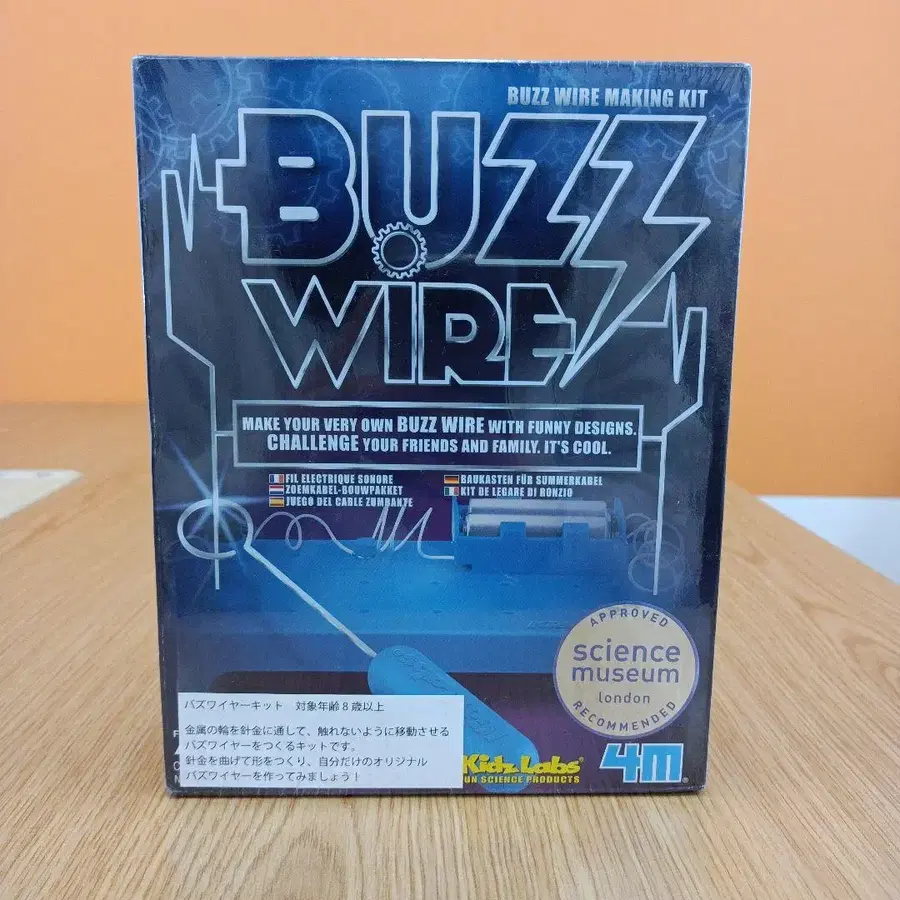 BUZZ WIRE MAKING KIT
BUZZ
WIRE
MAKE YOUR VERY OWN BUZZ WIRE WITH FUNNY DESIGNS.
CHALLENGE YOUR FRIENDS AND FAMILY. IT'S COOL.
FIL ELECTRIQUE SONORE
ZOEMKABEL-BOUWPAKKET
JUEGO DEL CABLE ZUMBANTE
BAUKASTEN FÜR SUMMERKABEL
KIT DE LEGARE DI RONZIO
APPROVED
science
museum
london
RECOMMENDED
バズワイヤーキット 対象年齢8歳以上
金属の輪を針金に通して、触れないように移動させる
バズワイヤーをつくるキットです。
針金を曲げて形をつくり、自分だけのオリジナル
バズワイヤーを作ってみましょう!
Kidz Labs
UN SCIENCE PRODUCTS
4M